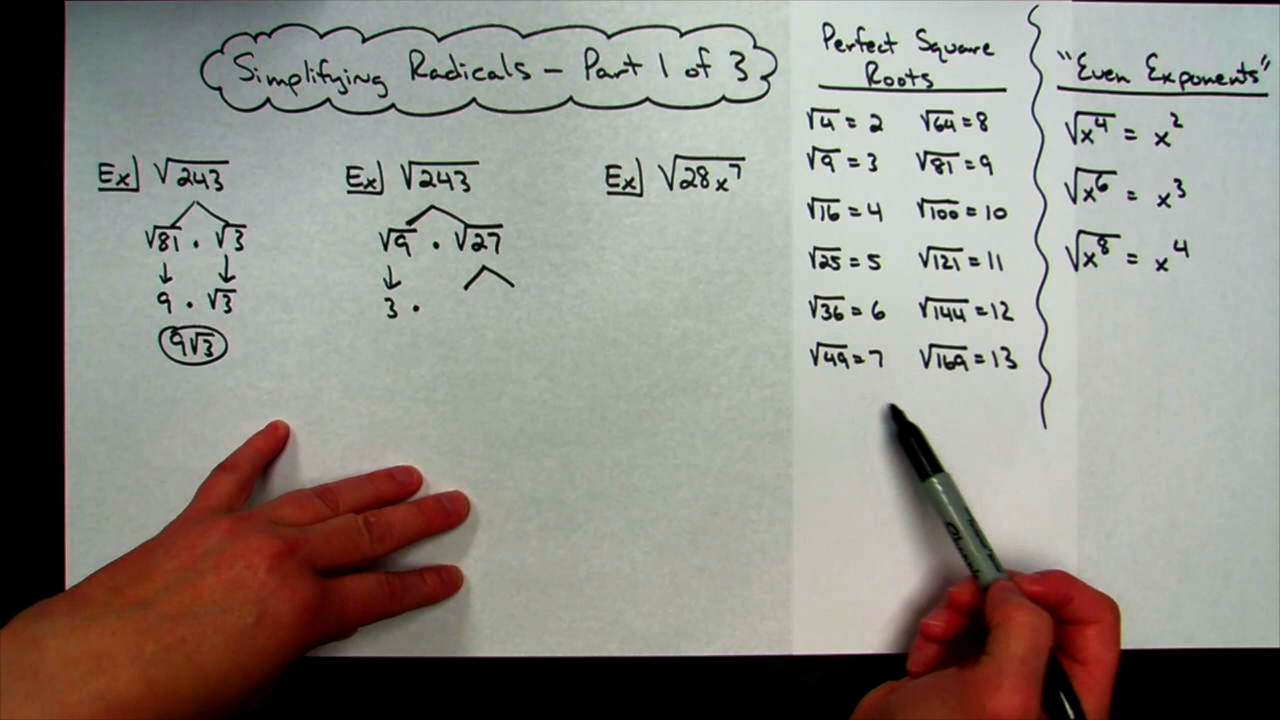 Simplifying Radicals - Part 1 of 3
Ex] √243
√81 · √3
↓ ↓
9 · √3
9√3
Ex] √243
√9 · √27
↓
3 ·
Ex] √28x⁷
Perfect Square
Roots
√4 = 2 √64 = 8
√9 = 3 √81 = 9
√16 = 4 √100 = 10
√25 = 5 √121 = 11
√36 = 6 √144 = 12
√49 = 7 √169 = 13
"Even Exponents"
√x⁴ = x²
√x⁶ = x³
√x⁸ = x⁴
Sharpie